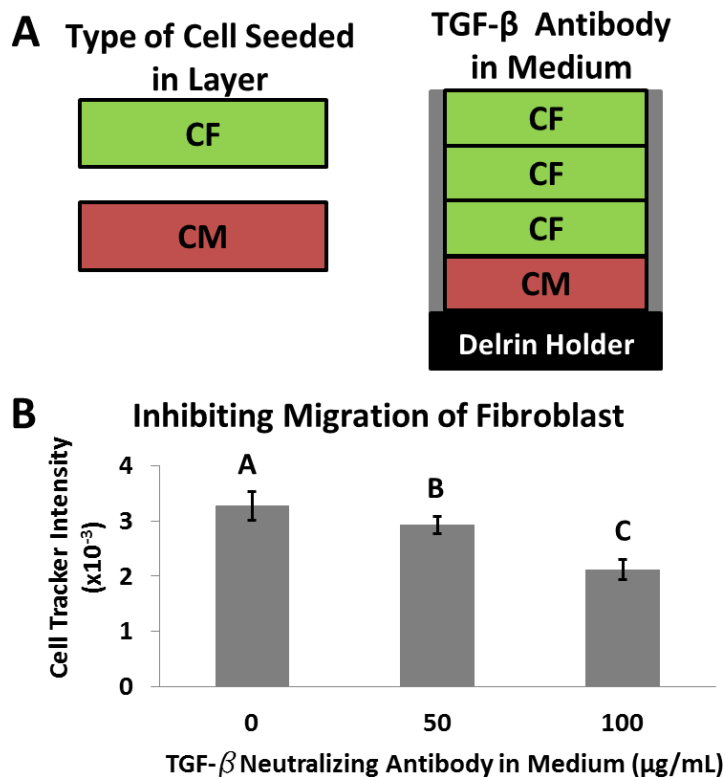 A
Type of Cell Seeded
in Layer
CF
CM
TGF-β Antibody
in Medium
CF
CF
CF
CM
Delrin Holder
B
Inhibiting Migration of Fibroblast
Cell Tracker Intensity
(x10⁻³)
4
3
2
1
0
A
B
C
0 50 100
TGF-β Neutralizing Antibody in Medium (µg/mL)